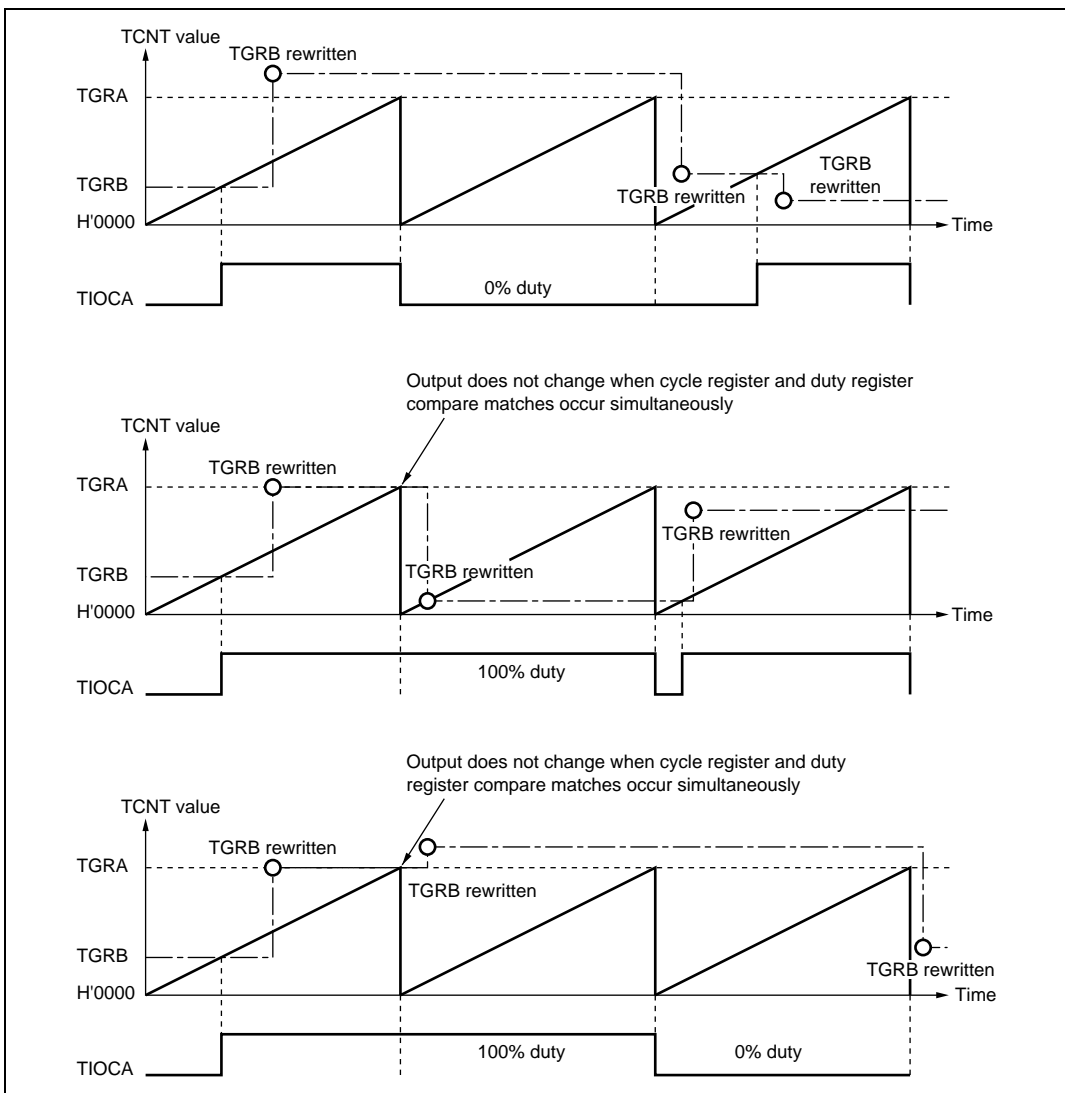 TCNT value
TGRB rewritten
TGRA
TGRB
rewritten
TGRB
TGRB rewritten
H'0000
Time
0% duty
TIOCA
Output does not change when cycle register and duty register
compare matches occur simultaneously
TCNT value
TGRB rewritten
TGRA
TGRB rewritten
TGRB rewritten
TGRB
H'0000
Time
100% duty
TIOCA
Output does not change when cycle register and duty
register compare matches occur simultaneously
TCNT value
TGRB rewritten
TGRA
TGRB rewritten
TGRB
TGRB rewritten
H'0000
Time
100% duty
0% duty
TIOCA